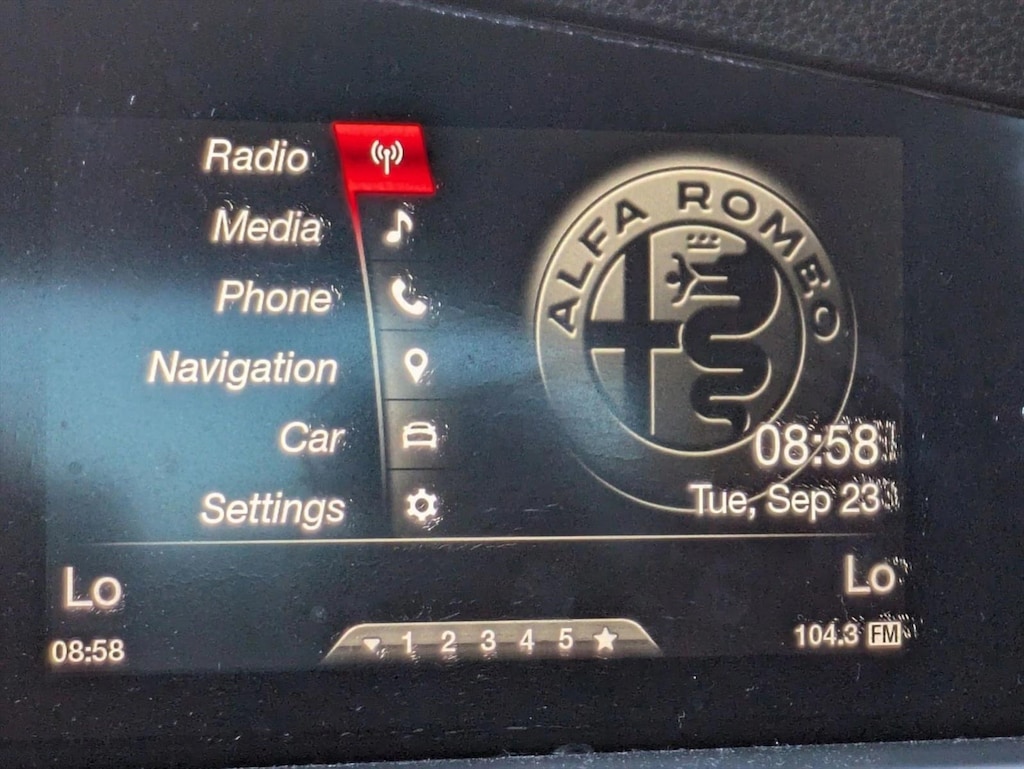 Radio
Media
Phone
Navigation
Car
Settings
ALFA ROMEO
08:58
Tue, Sep 23
Lo
Lo
08:58
1 2 3 4 5
104.3 FM